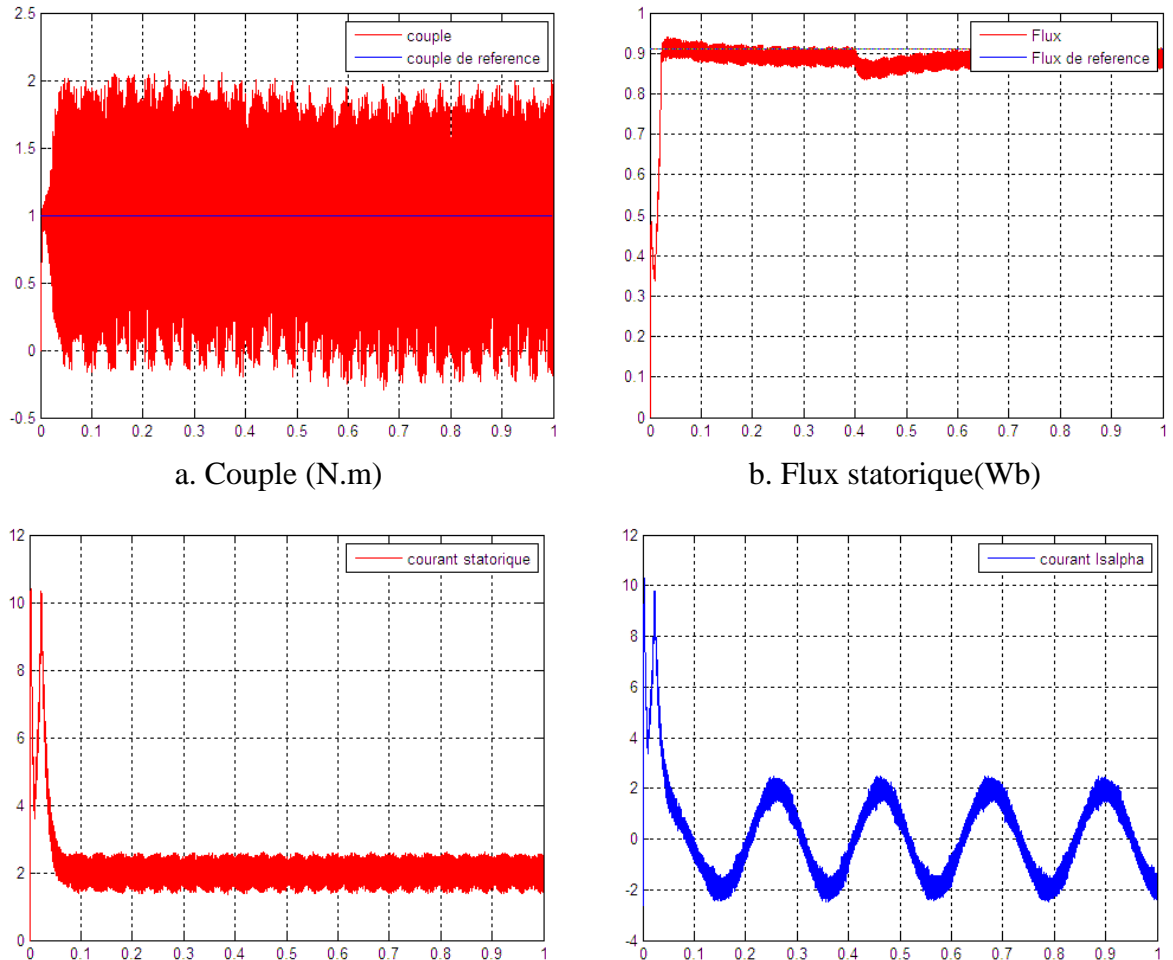 2.5
2
1.5
1
0.5
0
-0.5
0 0.1 0.2 0.3 0.4 0.5 0.6 0.7 0.8 0.9 1
couple
couple de reference
a. Couple (N.m)
1
0.9
0.8
0.7
0.6
0.5
0.4
0.3
0.2
0.1
0
0 0.1 0.2 0.3 0.4 0.5 0.6 0.7 0.8 0.9 1
Flux
Flux de reference
b. Flux statorique(Wb)
12
10
8
6
4
2
0
0 0.1 0.2 0.3 0.4 0.5 0.6 0.7 0.8 0.9 1
courant statorique
12
10
8
6
4
2
0
-2
-4
0 0.1 0.2 0.3 0.4 0.5 0.6 0.7 0.8 0.9 1
courant Isalpha